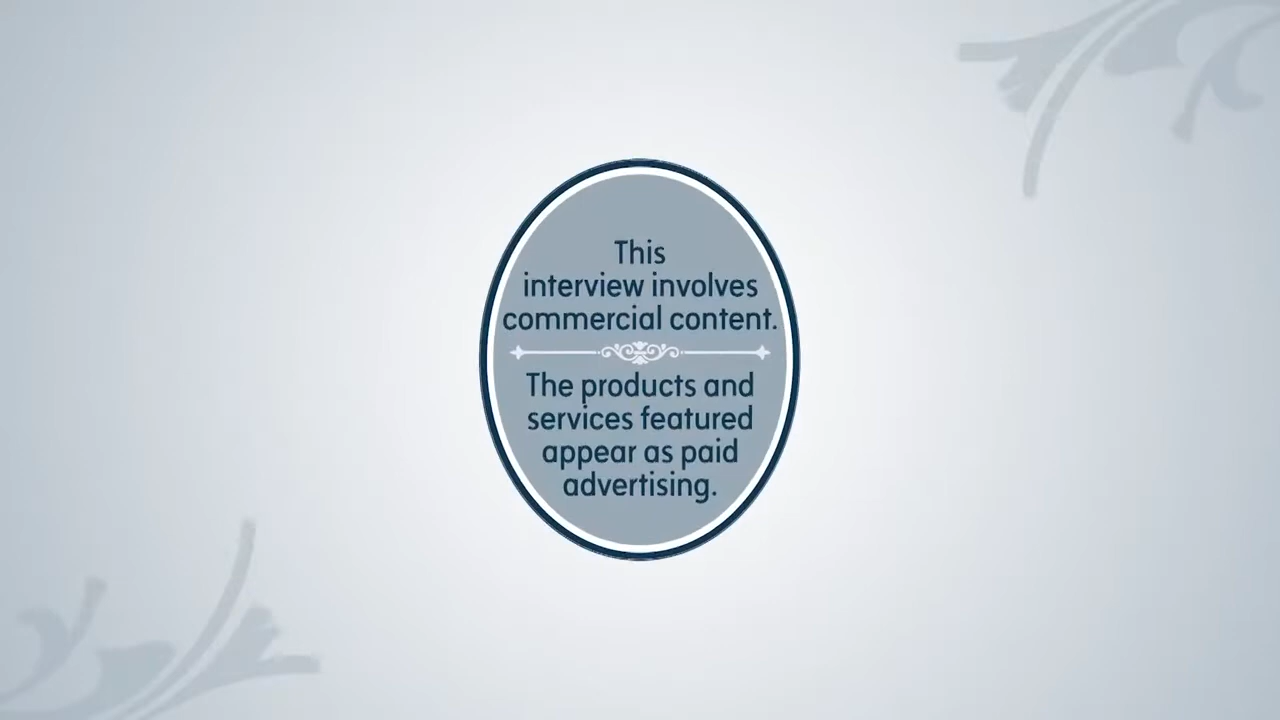 This
interview involves
commercial content.
The products and
services featured
appear as paid
advertising.